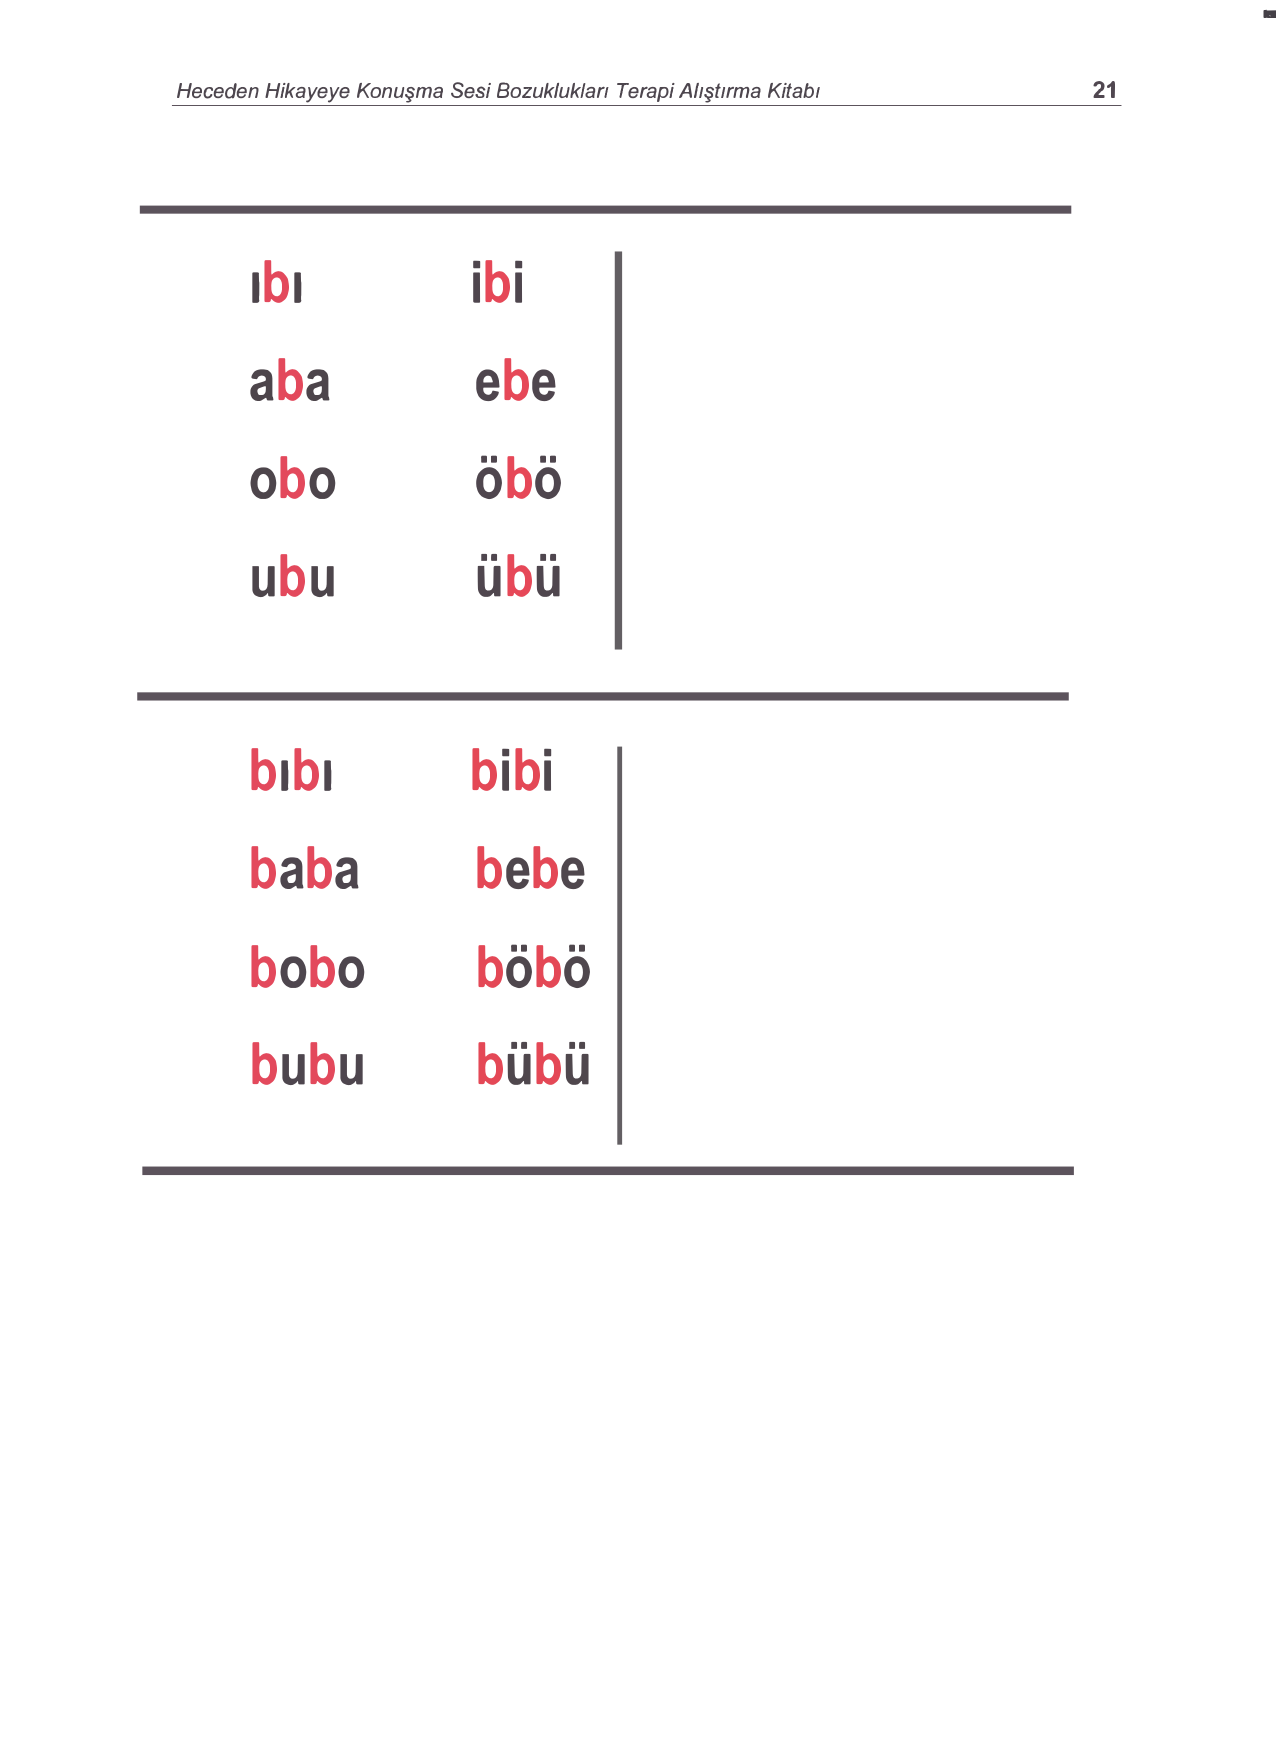 Heceden Hikayeye Konuşma Sesi Bozuklukları Terapi Alıştırma Kitabı 21
ıbı ibi
aba ebe
obo öbö
ubu übü
bıbı bibi
baba bebe
bobo böbö
bubu bübü